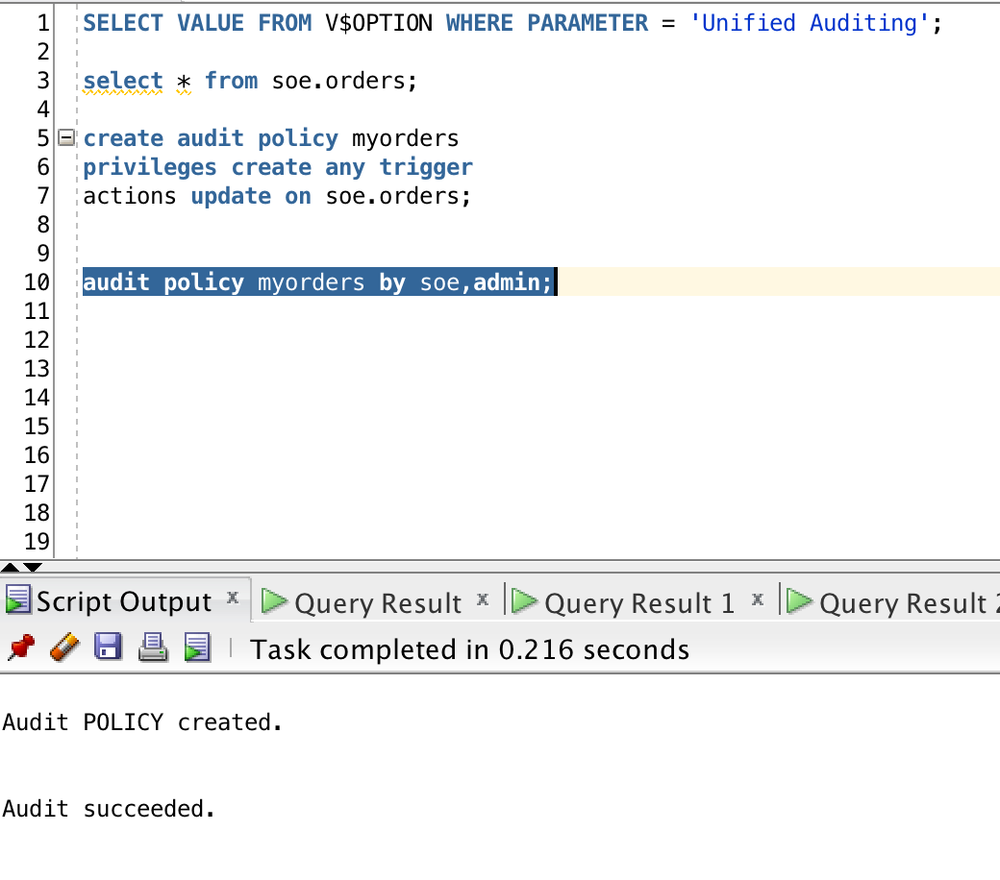 1 SELECT VALUE FROM V$OPTION WHERE PARAMETER = 'Unified Auditing';
2
3 select * from soe.orders;
4
5 create audit policy myorders
6 privileges create any trigger
7 actions update on soe.orders;
8
9
10 audit policy myorders by soe,admin;
11
12
13
14
15
16
17
18
19
Script Output x Query Result x Query Result 1 x Query Result 2
Task completed in 0.216 seconds
Audit POLICY created.
Audit succeeded.